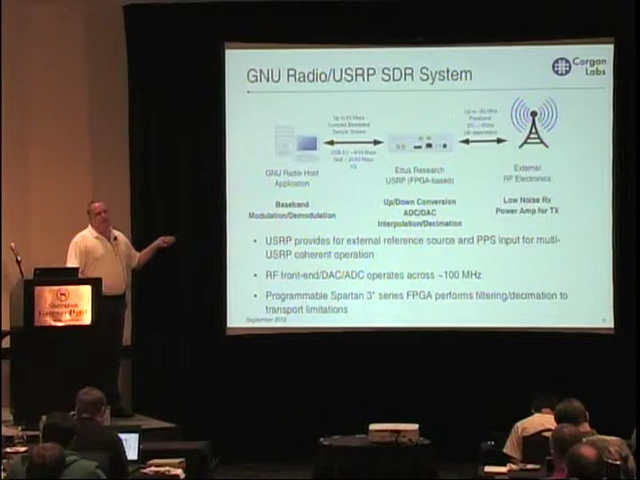 GNU Radio/USRP SDR System
Corgan
Labs
GNU Radio Host
Application
Ettus Research
USRP (FPGA-based)
External
RF Electronics
Baseband
Modulation/Demodulation
Up/Down Conversion
ADC/DAC
Interpolation/Decimation
Low Noise Rx
Power Amp for TX
• USRP provides for external reference source and PPS input for multi-
USRP coherent operation
• RF front-end/DAC/ADC operates across ~100 MHz
• Programmable Spartan 3* series FPGA performs filtering/decimation to
transport limitations
Sheraton